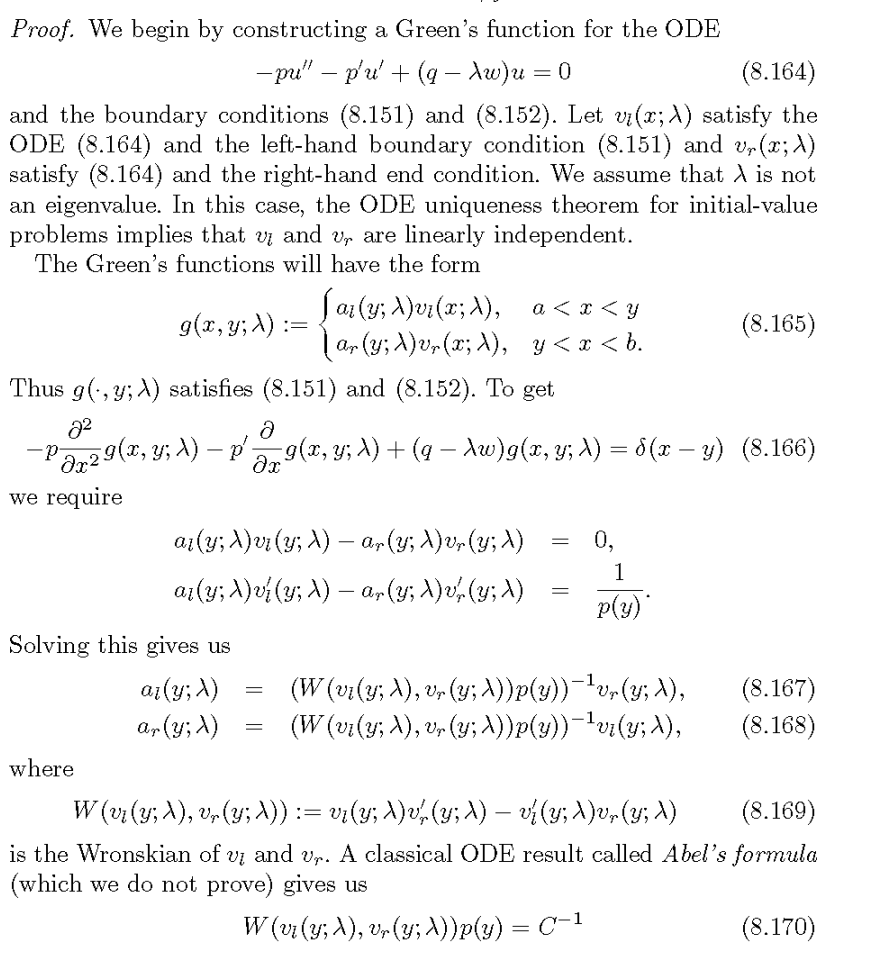 Proof. We begin by constructing a Green's function for the ODE
−pu″ − p′u′ + (q − λw)u = 0 (8.164)
and the boundary conditions (8.151) and (8.152). Let v_l(x; λ) satisfy the
ODE (8.164) and the left-hand boundary condition (8.151) and v_r(x; λ)
satisfy (8.164) and the right-hand end condition. We assume that λ is not
an eigenvalue. In this case, the ODE uniqueness theorem for initial-value
problems implies that v_l and v_r are linearly independent.
The Green's functions will have the form
g(x, y; λ) := { a_l(y; λ)v_l(x; λ), a < x < y
a_r(y; λ)v_r(x; λ), y < x < b. (8.165)
Thus g(·, y; λ) satisfies (8.151) and (8.152). To get
−p ∂²/∂x² g(x, y; λ) − p′ ∂/∂x g(x, y; λ) + (q − λw)g(x, y; λ) = δ(x − y) (8.166)
we require
a_l(y; λ)v_l(y; λ) − a_r(y; λ)v_r(y; λ) = 0,
a_l(y; λ)v_l′(y; λ) − a_r(y; λ)v_r′(y; λ) = 1/p(y).
Solving this gives us
a_l(y; λ) = (W(v_l(y; λ), v_r(y; λ))p(y))⁻¹v_r(y; λ), (8.167)
a_r(y; λ) = (W(v_l(y; λ), v_r(y; λ))p(y))⁻¹v_l(y; λ), (8.168)
where
W(v_l(y; λ), v_r(y; λ)) := v_l(y; λ)v_r′(y; λ) − v_l′(y; λ)v_r(y; λ) (8.169)
is the Wronskian of v_l and v_r. A classical ODE result called Abel's formula
(which we do not prove) gives us
W(v_l(y; λ), v_r(y; λ))p(y) = C⁻¹ (8.170)